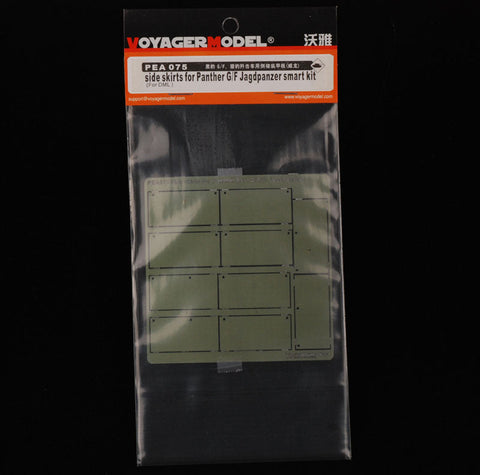 VOYAGERMODEL® 沃雅
PEA 075
side skirts for Panther G/F Jagdpanzer smart kit
(For DML)
support@voyagermodel.com
www.voyagermodel.com